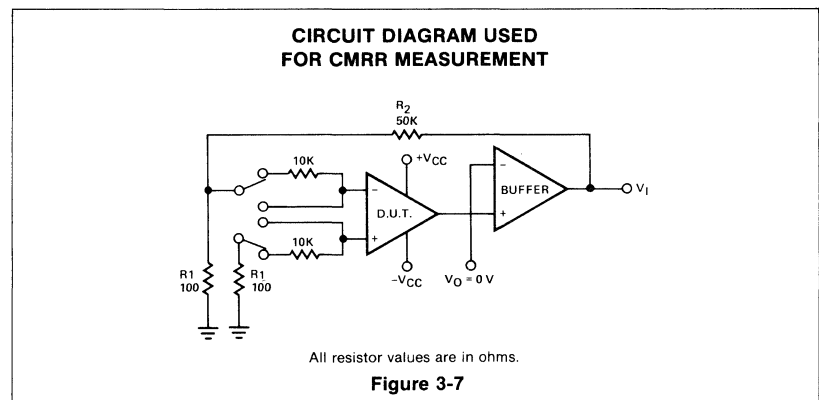 CIRCUIT DIAGRAM USED
FOR CMRR MEASUREMENT
R2
50K
10K
+VCC
−
D.U.T.
+
10K
−VCC
R1
100
R1
100
−
BUFFER
+
VI
VO = 0 V
All resistor values are in ohms.
Figure 3-7